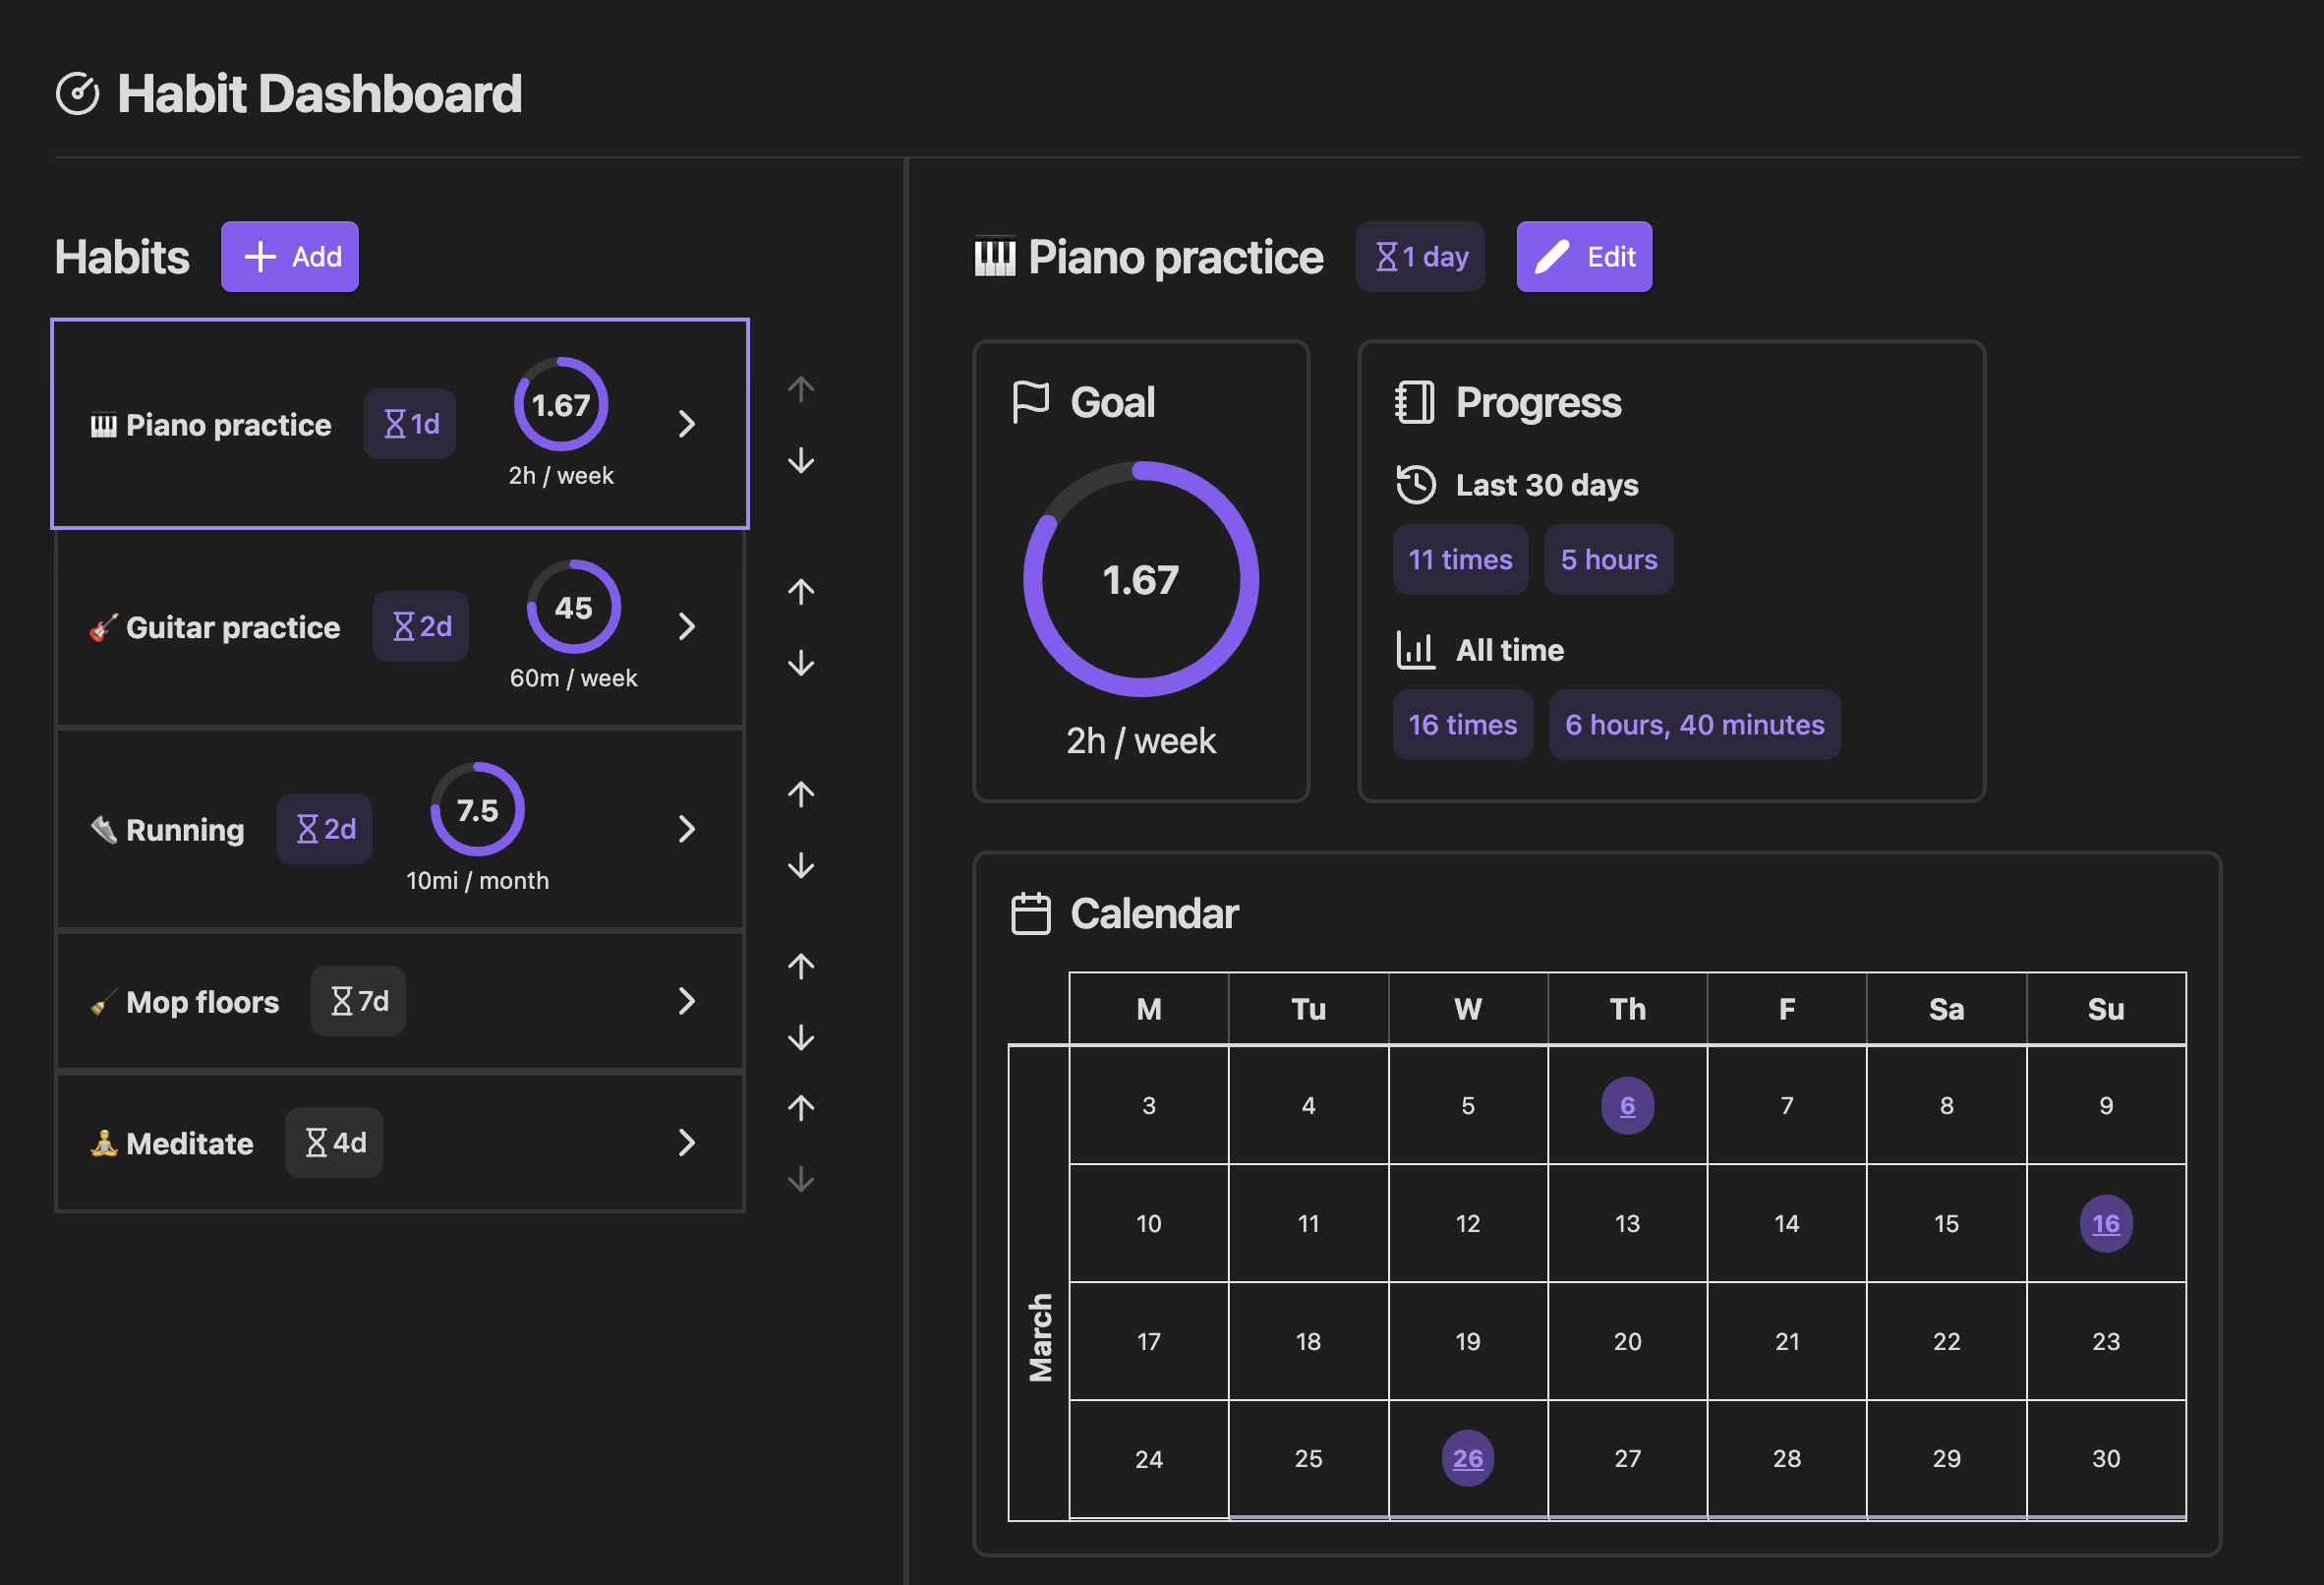 Habit Dashboard
Habits
Add
Piano practice
1d
1.67
2h / week
Guitar practice
2d
45
60m / week
Running
2d
7.5
10mi / month
Mop floors
7d
Meditate
4d
Piano practice
1 day
Edit
Goal
1.67
2h / week
Progress
Last 30 days
11 times
5 hours
All time
16 times
6 hours, 40 minutes
Calendar
M Tu W Th F Sa Su
March
3 4 5 6 7 8 9
10 11 12 13 14 15 16
17 18 19 20 21 22 23
24 25 26 27 28 29 30